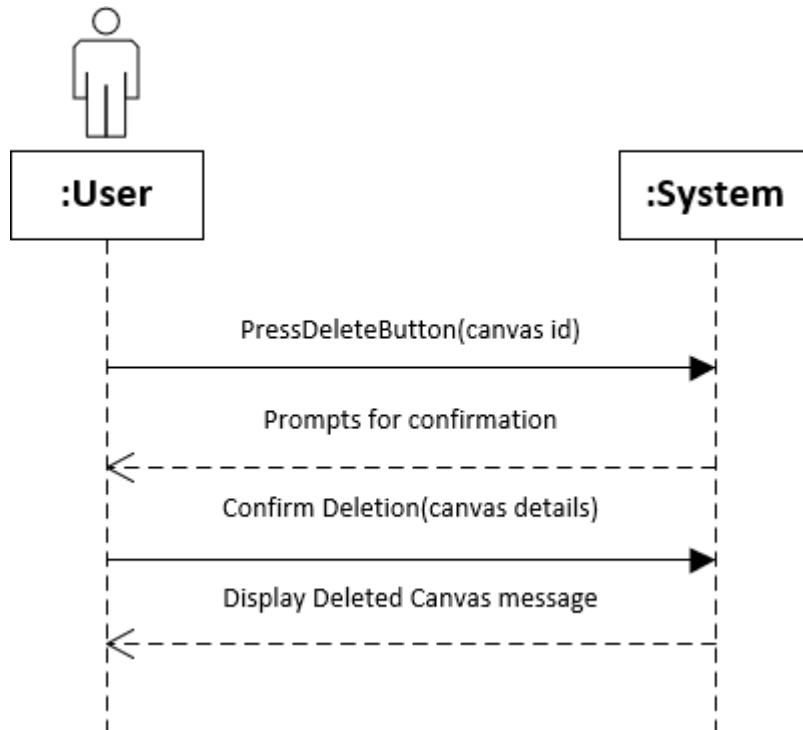 :User
:System
PressDeleteButton(canvas id)
Prompts for confirmation
Confirm Deletion(canvas details)
Display Deleted Canvas message